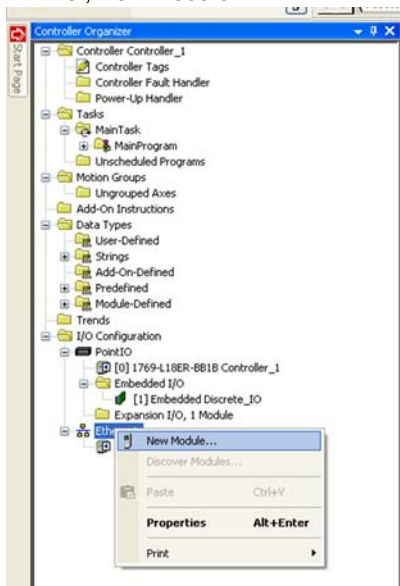 Controller Organizer
Start Page
Controller Controller_1
Controller Tags
Controller Fault Handler
Power-Up Handler
Tasks
MainTask
MainProgram
Unscheduled Programs
Motion Groups
Ungrouped Axes
Add-On Instructions
Data Types
User-Defined
Strings
Add-On-Defined
Predefined
Module-Defined
Trends
I/O Configuration
PointIO
[0] 1769-L18ER-BB1B Controller_1
Embedded I/O
[1] Embedded Discrete_IO
Expansion I/O, 1 Module
New Module...
Discover Modules...
Paste Ctrl+V
Properties Alt+Enter
Print